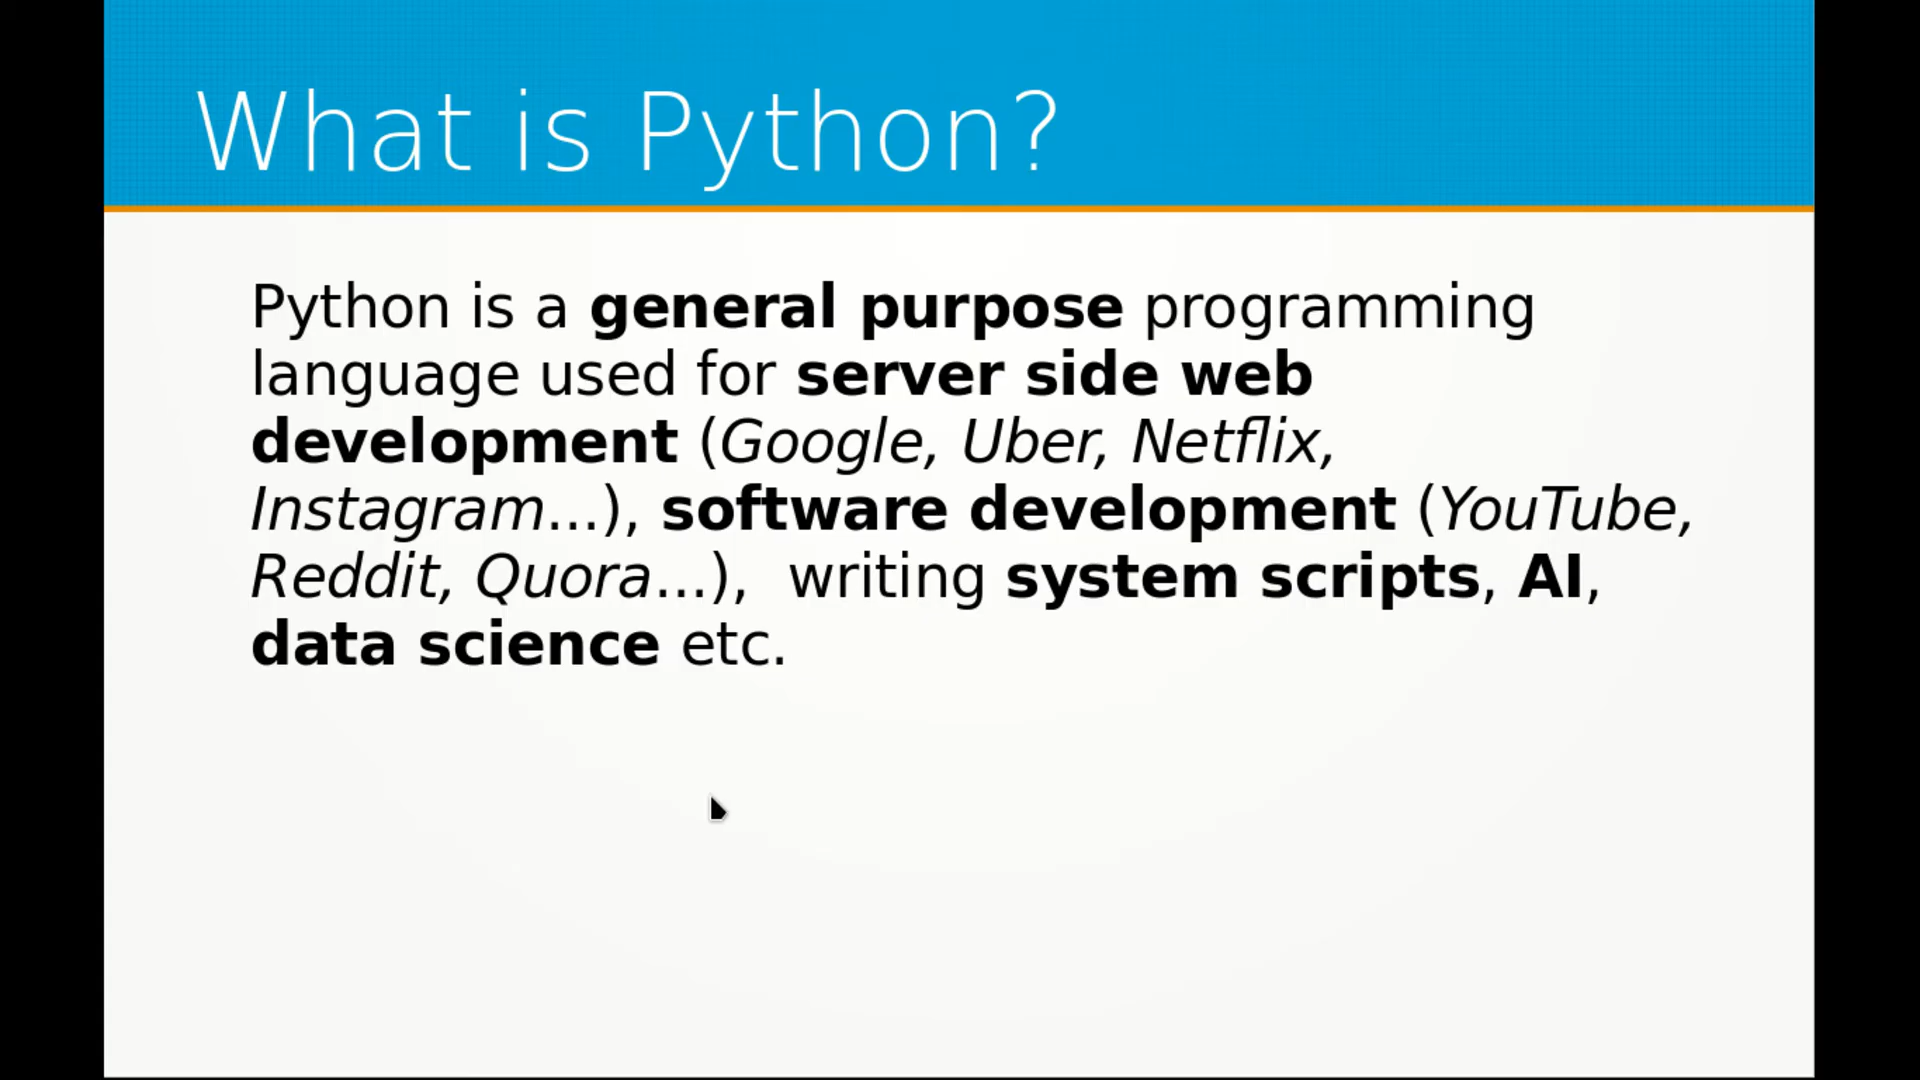 What is Python?
Python is a general purpose programming
language used for server side web
development (Google, Uber, Netflix,
Instagram...), software development (YouTube,
Reddit, Quora...),  writing system scripts, AI,
data science etc.